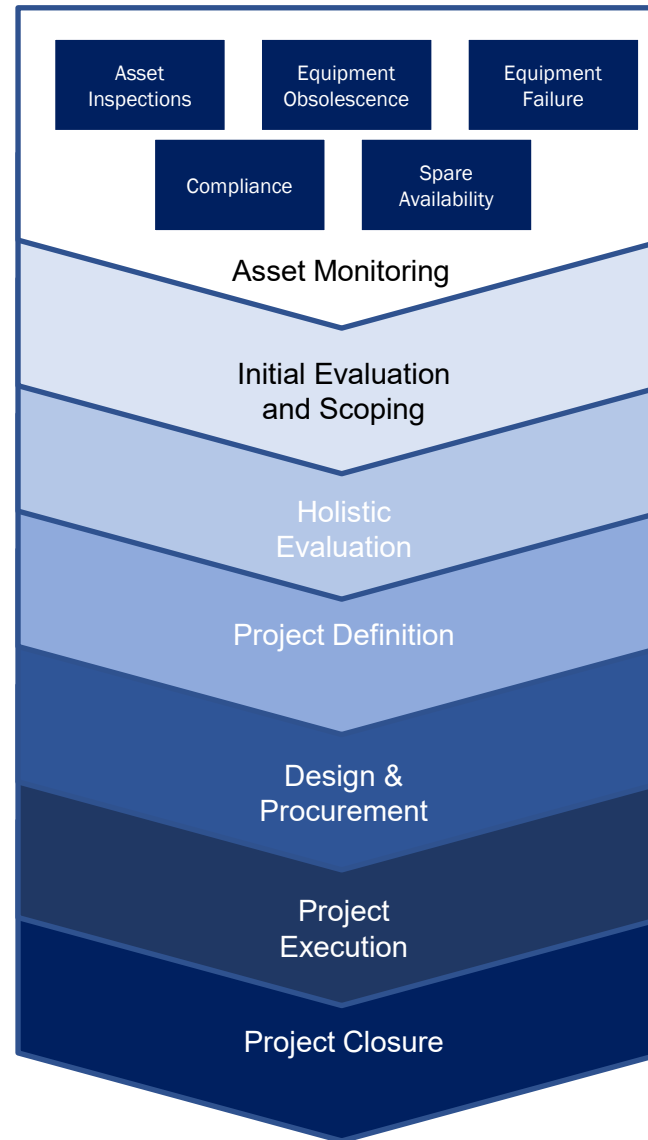 Asset
Inspections
Equipment
Obsolescence
Equipment
Failure
Compliance
Spare
Availability
Asset Monitoring
Initial Evaluation
and Scoping
Holistic
Evaluation
Project Definition
Design &
Procurement
Project
Execution
Project Closure